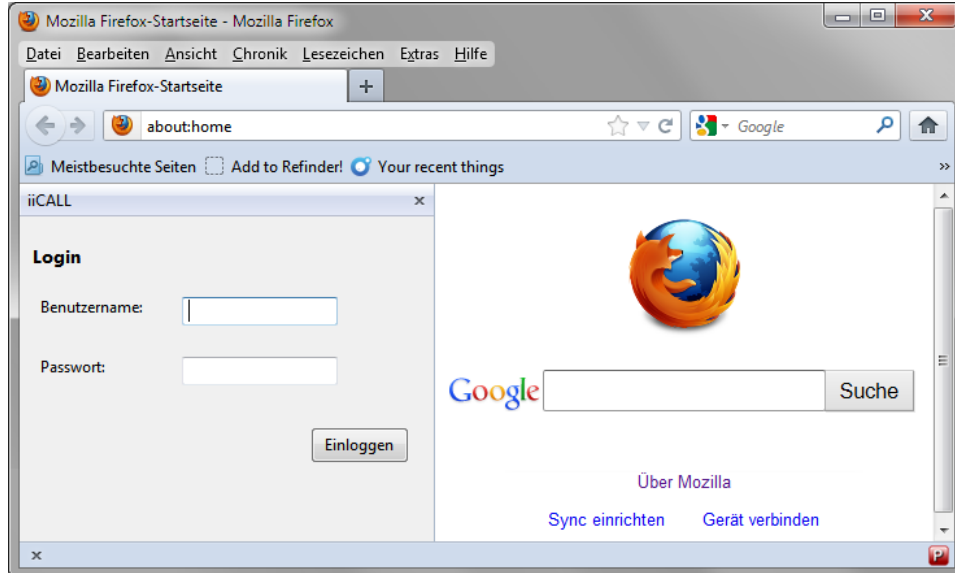 Mozilla Firefox-Startseite - Mozilla Firefox
Datei Bearbeiten Ansicht Chronik Lesezeichen Extras Hilfe
Mozilla Firefox-Startseite
about:home Google
Meistbesuchte Seiten Add to Refinder! Your recent things »
iiCALL
Login
Benutzername:
Passwort:
Einloggen
Google Suche
Über Mozilla
Sync einrichten Gerät verbinden
P